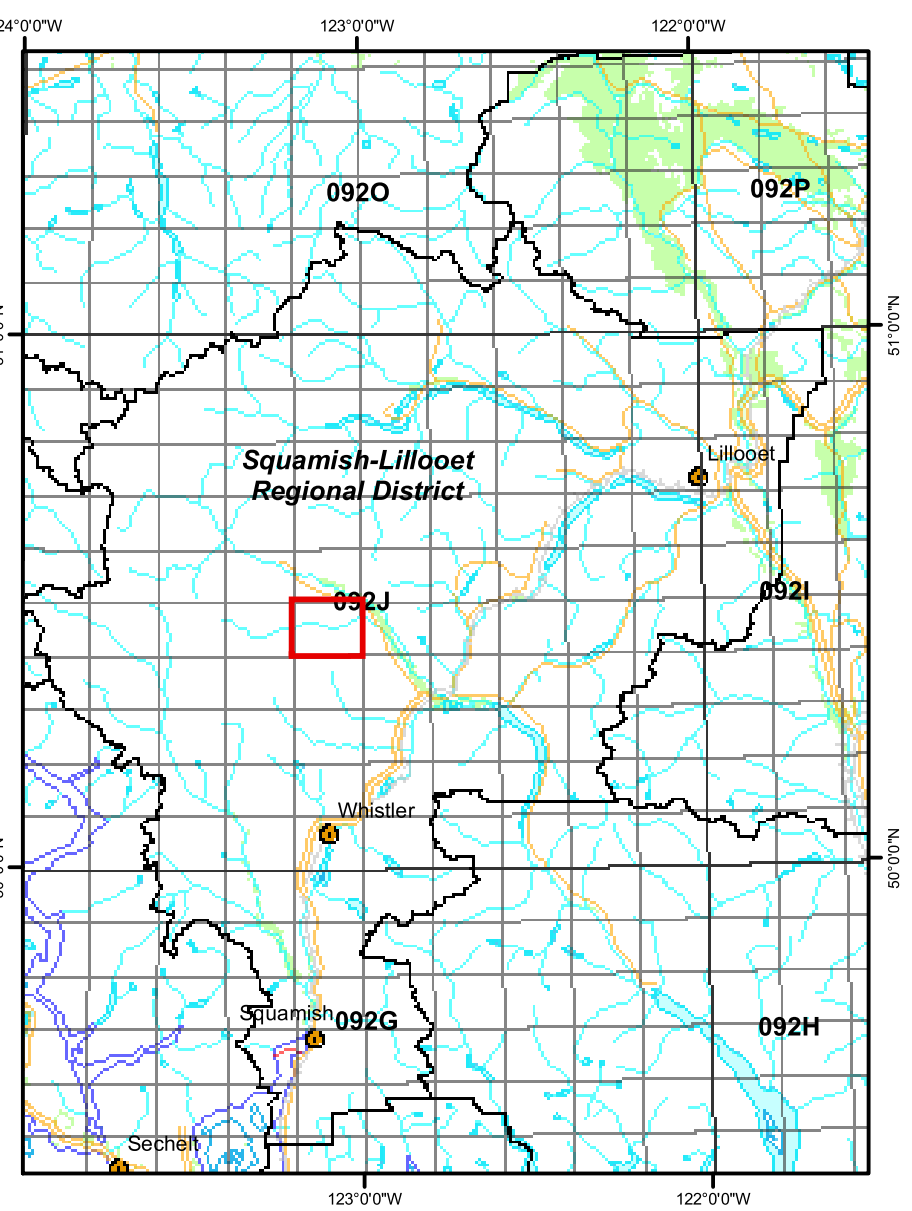 24°0'0"W 123°0'0"W 122°0'0"W
092O
092P
51°0'0"N
Lillooet
Squamish-Lillooet
Regional District
092J
092I
Whistler
50°0'0"N
Squamish
092G
092H
Sechelt
123°0'0"W 122°0'0"W